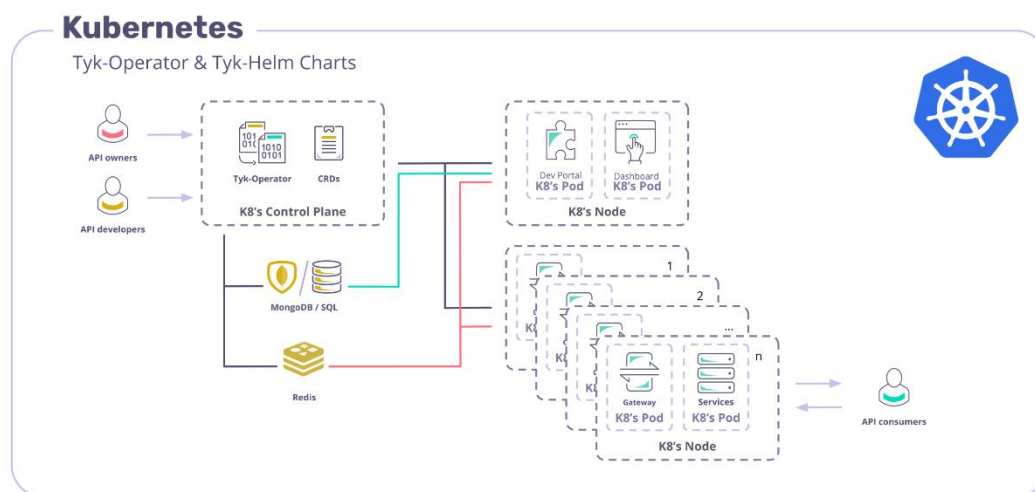 Kubernetes
Tyk-Operator & Tyk-Helm Charts
API owners
API developers
101
010
1010
0101
Tyk-Operator
CRDs
K8’s Control Plane
MongoDB / SQL
Redis
Dev Portal
K8’s Pod
Dashboard
K8’s Pod
K8’s Node
1
2
...
n
Gateway
K8’s Pod
Services
K8’s Pod
K8’s Node
API consumers